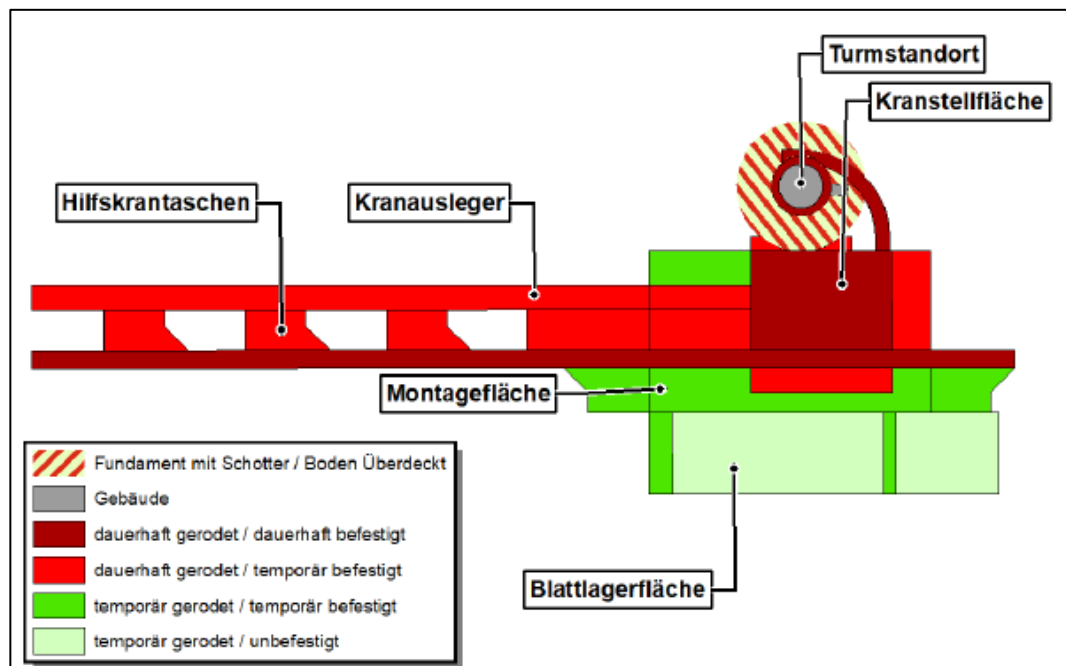 Turmstandort
Kranstellfläche
Hilfskrantaschen
Kranausleger
Montagefläche
Blattlagerfläche
Fundament mit Schotter / Boden Überdeckt
Gebäude
dauerhaft gerodet / dauerhaft befestigt
dauerhaft gerodet / temporär befestigt
temporär gerodet / temporär befestigt
temporär gerodet / unbefestigt